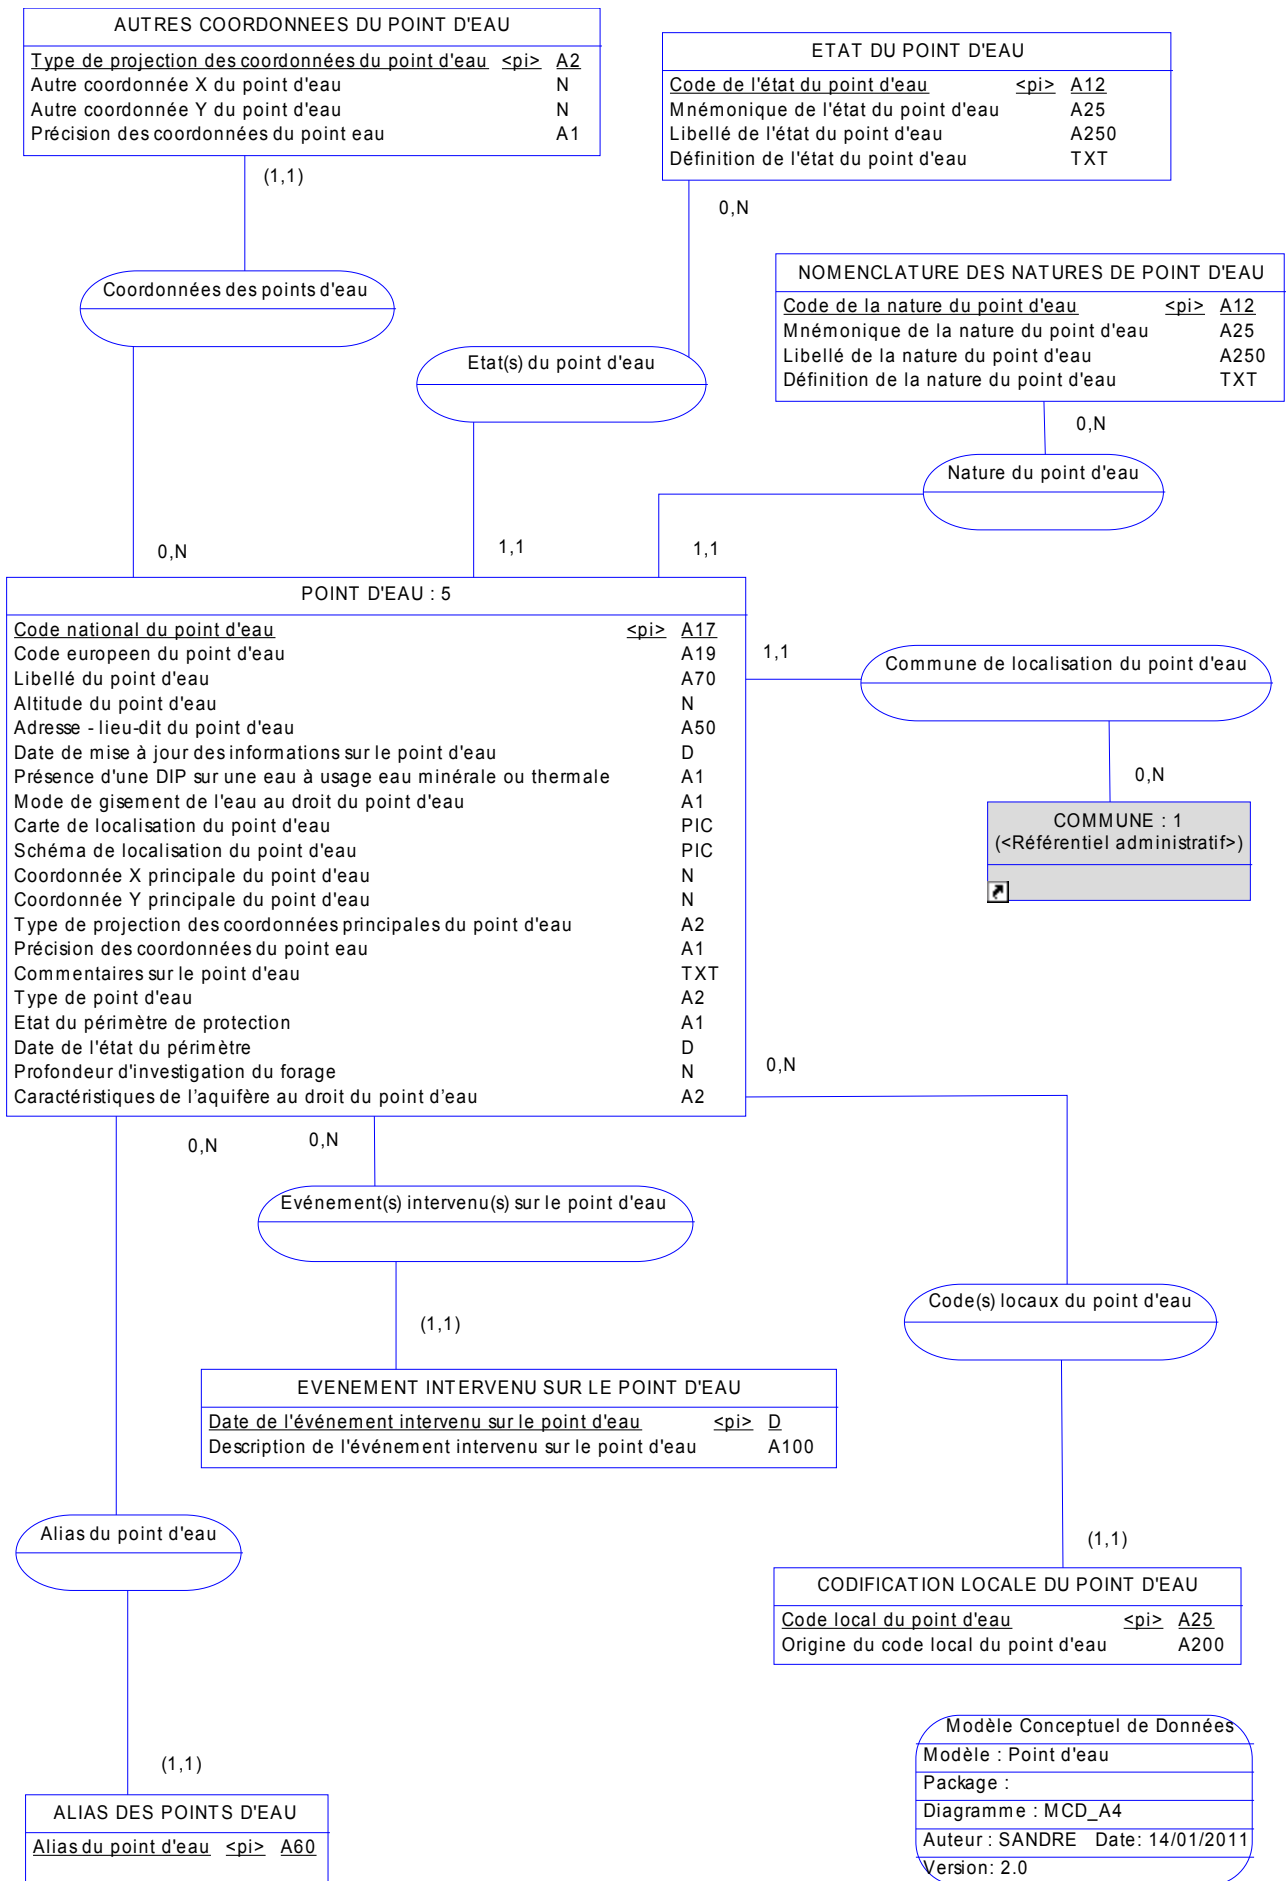 AUTRES COORDONNEES DU POINT D'EAU
Type de projection des coordonnées du point d'eau <pi> A2
Autre coordonnée X du point d'eau N
Autre coordonnée Y du point d'eau N
Précision des coordonnées du point eau A1
(1,1)
ETAT DU POINT D'EAU
Code de l'état du point d'eau <pi> A12
Mnémonique de l'état du point d'eau A25
Libellé de l'état du point d'eau A250
Définition de l'état du point d'eau TXT
0,N
NOMENCLATURE DES NATURES DE POINT D'EAU
Code de la nature du point d'eau <pi> A12
Mnémonique de la nature du point d'eau A25
Libellé de la nature du point d'eau A250
Définition de la nature du point d'eau TXT
0,N
Coordonnées des points d'eau
Etat(s) du point d'eau
Nature du point d'eau
0,N
1,1
1,1
POINT D'EAU : 5
Code national du point d'eau <pi> A17
Code europeen du point d'eau A19
Libellé du point d'eau A70
Altitude du point d'eau N
Adresse - lieu-dit du point d'eau A50
Date de mise à jour des informations sur le point d'eau D
Présence d'une DIP sur une eau à usage eau minérale ou thermale A1
Mode de gisement de l'eau au droit du point d'eau A1
Carte de localisation du point d'eau PIC
Schéma de localisation du point d'eau PIC
Coordonnée X principale du point d'eau N
Coordonnée Y principale du point d'eau N
Type de projection des coordonnées principales du point d'eau A2
Précision des coordonnées du point eau A1
Commentaires sur le point d'eau TXT
Type de point d'eau A2
Etat du périmètre de protection A1
Date de l'état du périmètre D
Profondeur d'investigation du forage N
Caractéristiques de l’aquifère au droit du point d’eau A2
1,1
Commune de localisation du point d'eau
0,N
COMMUNE : 1
(<Référentiel administratif>)
0,N
0,N
0,N
Evénement(s) intervenu(s) sur le point d'eau
(1,1)
EVENEMENT INTERVENU SUR LE POINT D'EAU
Date de l'événement intervenu sur le point d'eau <pi> D
Description de l'événement intervenu sur le point d'eau A100
Code(s) locaux du point d'eau
(1,1)
CODIFICATION LOCALE DU POINT D'EAU
Code local du point d'eau <pi> A25
Origine du code local du point d'eau A200
Alias du point d'eau
(1,1)
ALIAS DES POINTS D'EAU
Alias du point d'eau <pi> A60
Modèle Conceptuel de Données
Modèle : Point d'eau
Package :
Diagramme : MCD_A4
Auteur : SANDRE Date: 14/01/2011
Version: 2.0